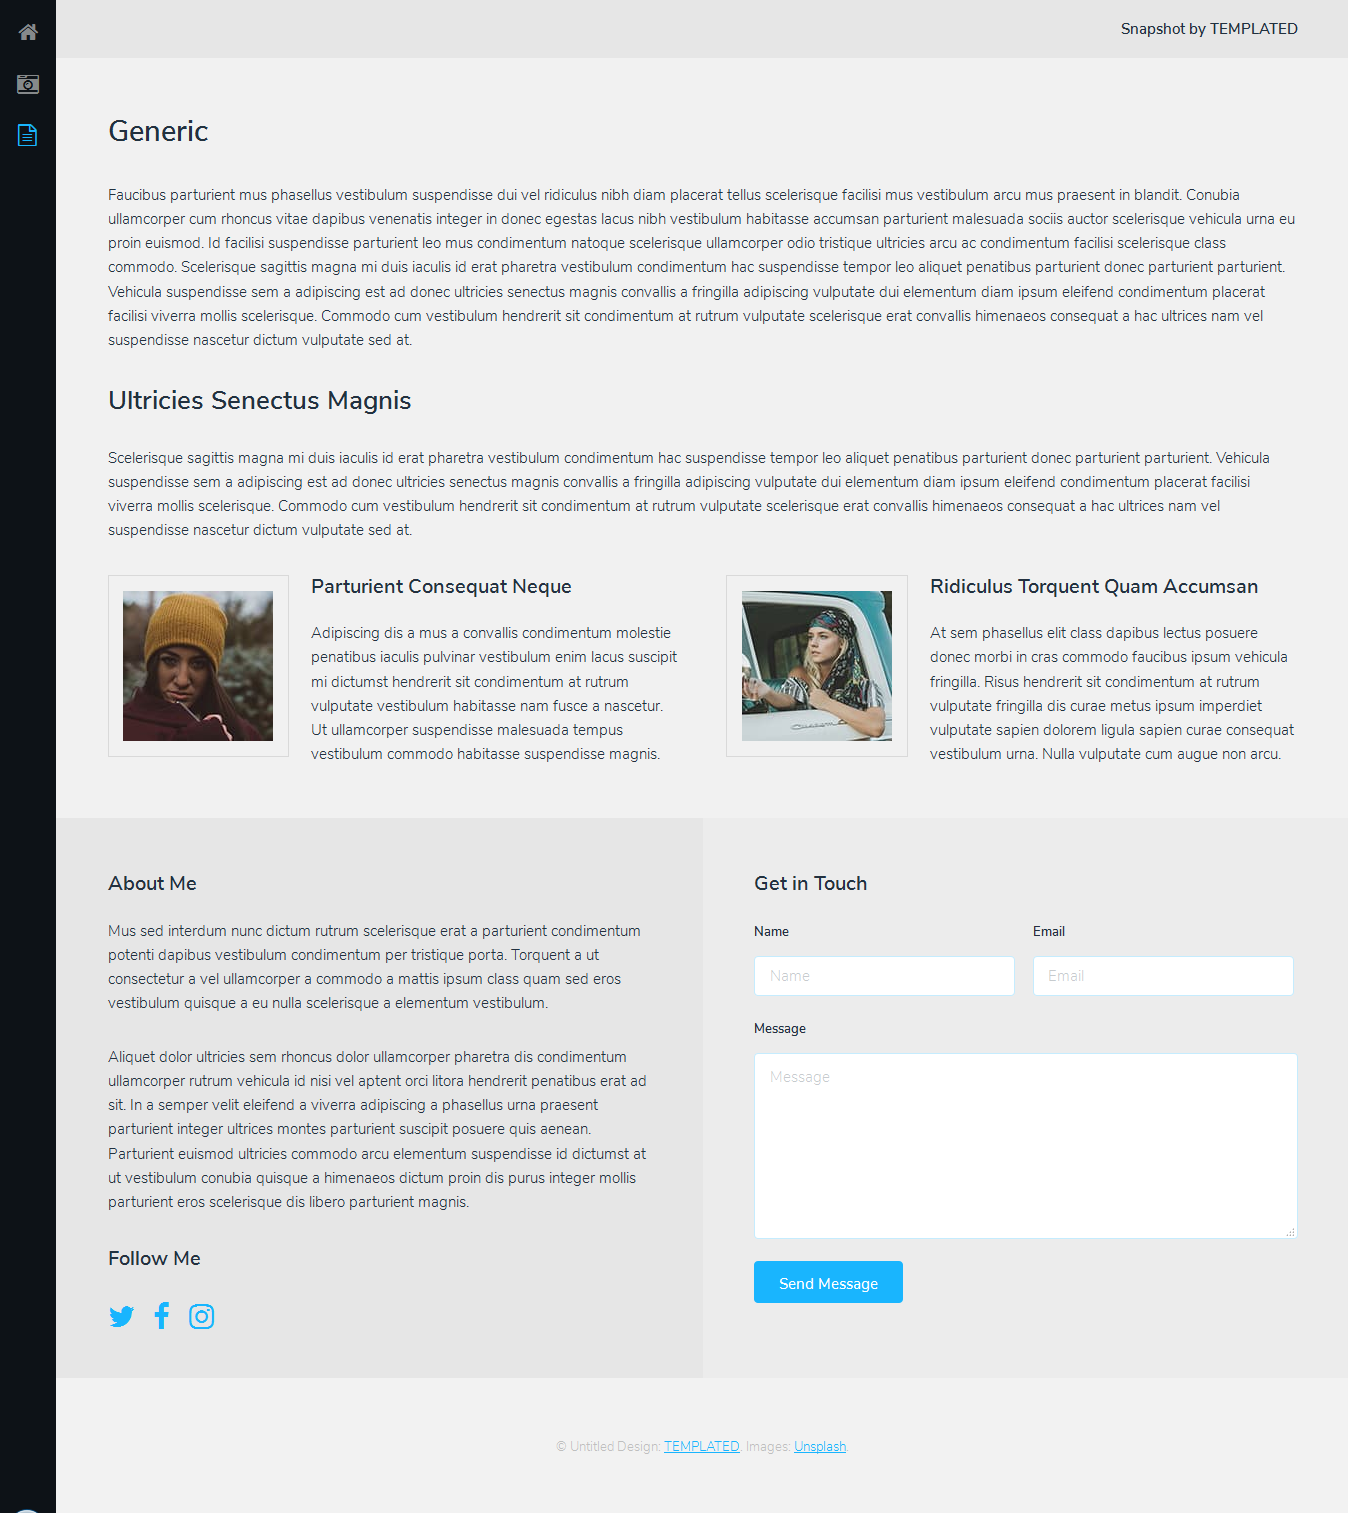 Snapshot by TEMPLATED
Generic
Faucibus parturient mus phasellus vestibulum suspendisse dui vel ridiculus nibh diam placerat tellus scelerisque facilisi mus vestibulum arcu mus praesent in blandit. Conubia
ullamcorper cum rhoncus vitae dapibus venenatis integer in donec egestas lacus nibh vestibulum habitasse accumsan parturient malesuada sociis auctor scelerisque vehicula urna eu
proin euismod. Id facilisi suspendisse parturient leo mus condimentum natoque scelerisque ullamcorper odio tristique ultricies arcu ac condimentum facilisi scelerisque class
commodo. Scelerisque sagittis magna mi duis iaculis id erat pharetra vestibulum condimentum hac suspendisse tempor leo aliquet penatibus parturient donec parturient parturient.
Vehicula suspendisse sem a adipiscing est ad donec ultricies senectus magnis convallis a fringilla adipiscing vulputate dui elementum diam ipsum eleifend condimentum placerat
facilisi viverra mollis scelerisque. Commodo cum vestibulum hendrerit sit condimentum at rutrum vulputate scelerisque erat convallis himenaeos consequat a hac ultrices nam vel
suspendisse nascetur dictum vulputate sed at.
Ultricies Senectus Magnis
Scelerisque sagittis magna mi duis iaculis id erat pharetra vestibulum condimentum hac suspendisse tempor leo aliquet penatibus parturient donec parturient parturient. Vehicula
suspendisse sem a adipiscing est ad donec ultricies senectus magnis convallis a fringilla adipiscing vulputate dui elementum diam ipsum eleifend condimentum placerat facilisi
viverra mollis scelerisque. Commodo cum vestibulum hendrerit sit condimentum at rutrum vulputate scelerisque erat convallis himenaeos consequat a hac ultrices nam vel
suspendisse nascetur dictum vulputate sed at.
Parturient Consequat Neque
Adipiscing dis a mus a convallis condimentum molestie
penatibus iaculis pulvinar vestibulum enim lacus suscipit
mi dictumst hendrerit sit condimentum at rutrum
vulputate vestibulum habitasse nam fusce a nascetur.
Ut ullamcorper suspendisse malesuada tempus
vestibulum commodo habitasse suspendisse magnis.
Ridiculus Torquent Quam Accumsan
At sem phasellus elit class dapibus lectus posuere
donec morbi in cras commodo faucibus ipsum vehicula
fringilla. Risus hendrerit sit condimentum at rutrum
vulputate fringilla dis curae metus ipsum imperdiet
vulputate sapien dolorem ligula sapien curae consequat
vestibulum urna. Nulla vulputate cum augue non arcu.
About Me
Mus sed interdum nunc dictum rutrum scelerisque erat a parturient condimentum
potenti dapibus vestibulum condimentum per tristique porta. Torquent a ut
consectetur a vel ullamcorper a commodo a mattis ipsum class quam sed eros
vestibulum quisque a eu nulla scelerisque a elementum vestibulum.
Aliquet dolor ultricies sem rhoncus dolor ullamcorper pharetra dis condimentum
ullamcorper rutrum vehicula id nisi vel aptent orci litora hendrerit penatibus erat ad
sit. In a semper velit eleifend a viverra adipiscing a phasellus urna praesent
parturient integer ultrices montes parturient suscipit posuere quis aenean.
Parturient euismod ultricies commodo arcu elementum suspendisse id dictumst at
ut vestibulum conubia quisque a himenaeos dictum proin dis purus integer mollis
parturient eros scelerisque dis libero parturient magnis.
Follow Me
Get in Touch
Name Email
Name Email
Message
Message
Send Message
© Untitled Design: TEMPLATED. Images: Unsplash.